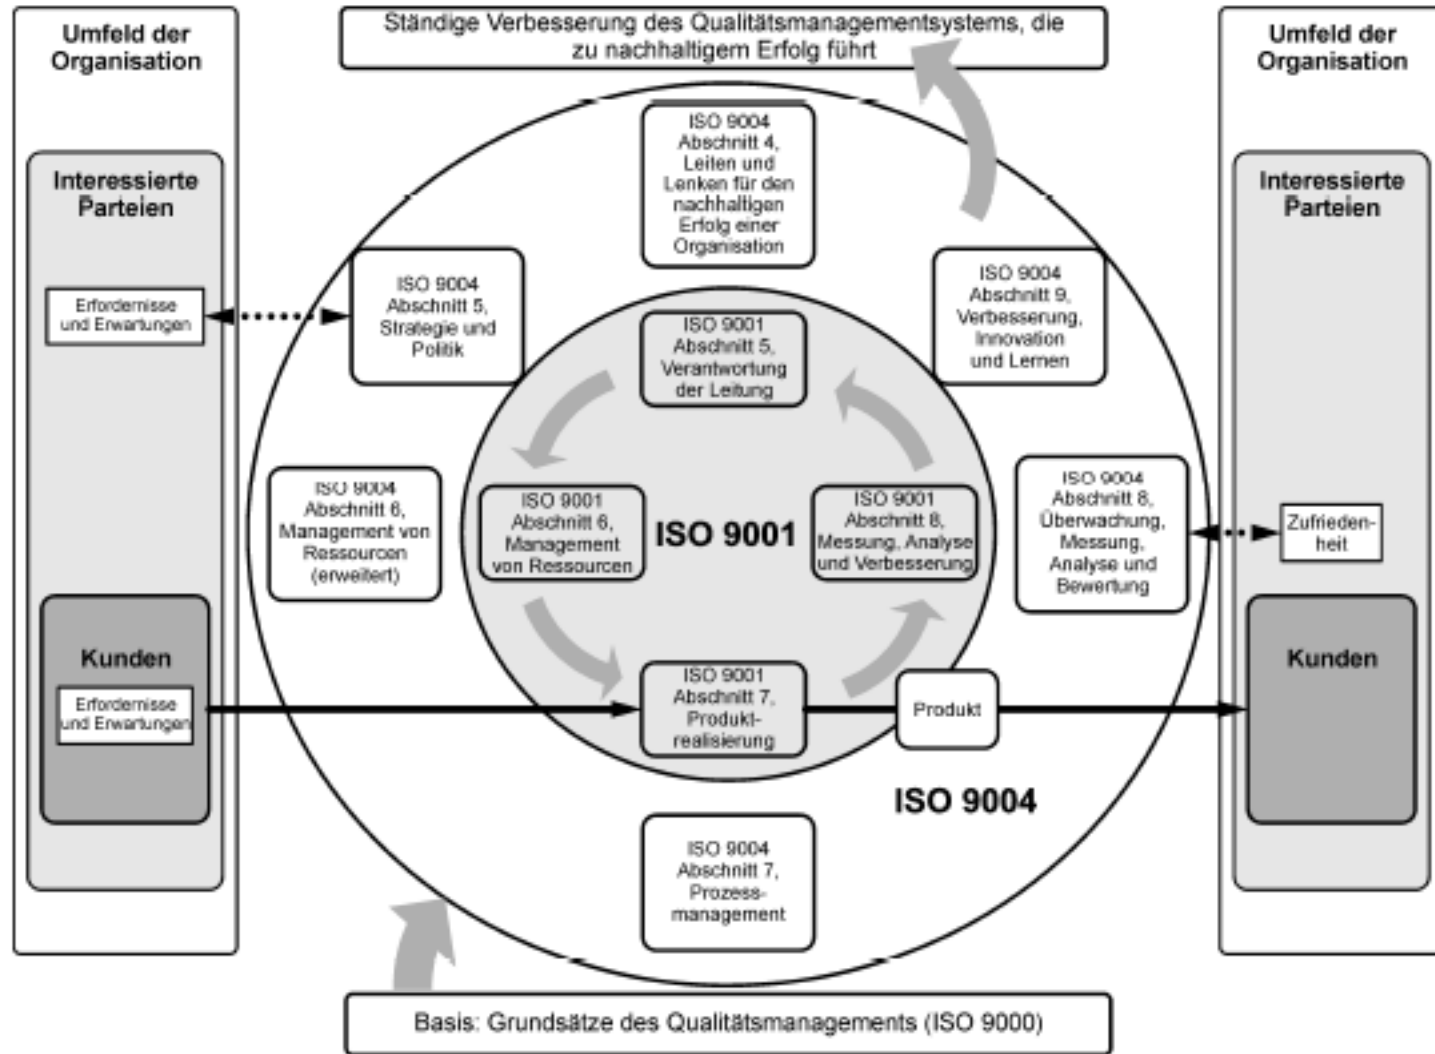 Umfeld der
Organisation
Interessierte
Parteien
Erfordernisse
und Erwartungen
Kunden
Erfordernisse
und Erwartungen
Ständige Verbesserung des Qualitätsmanagementsystems, die
zu nachhaltigem Erfolg führt
ISO 9004
Abschnitt 4,
Leiten und
Lenken für den
nachhaltigen
Erfolg einer
Organisation
ISO 9004
Abschnitt 5,
Strategie und
Politik
ISO 9004
Abschnitt 9,
Verbesserung,
Innovation
und Lernen
ISO 9001
Abschnitt 5,
Verantwortung
der Leitung
ISO 9004
Abschnitt 6,
Management von
Ressourcen
(erweitert)
ISO 9001
Abschnitt 6,
Management
von Ressourcen
ISO 9001
ISO 9001
Abschnitt 8,
Messung, Analyse
und Verbesserung
ISO 9004
Abschnitt 8,
Überwachung,
Messung,
Analyse und
Bewertung
ISO 9001
Abschnitt 7,
Produkt-
realisierung
Produkt
ISO 9004
ISO 9004
Abschnitt 7,
Prozess-
management
Basis: Grundsätze des Qualitätsmanagements (ISO 9000)
Umfeld der
Organisation
Interessierte
Parteien
Zufrieden-
heit
Kunden